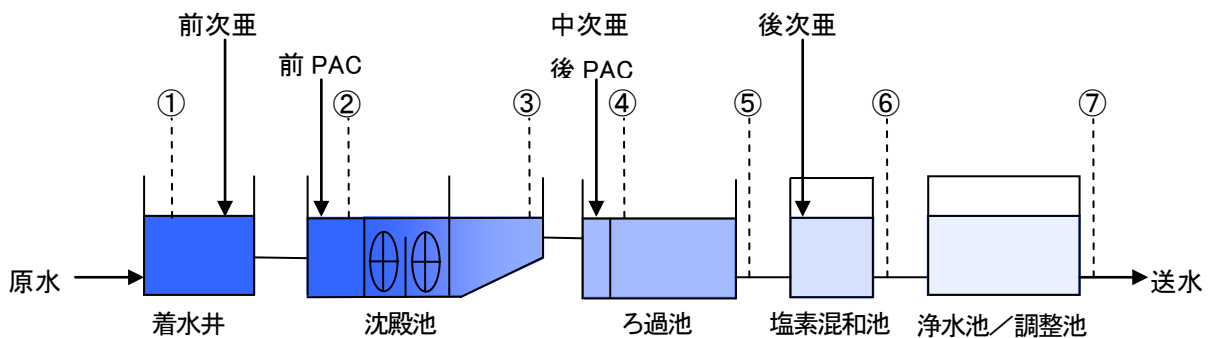 前次亜
中次亜
後次亜
前 PAC
後 PAC
①
②
③
④
⑤
⑥
⑦
原水
送水
着水井
沈殿池
ろ過池
塩素混和池
浄水池／調整池